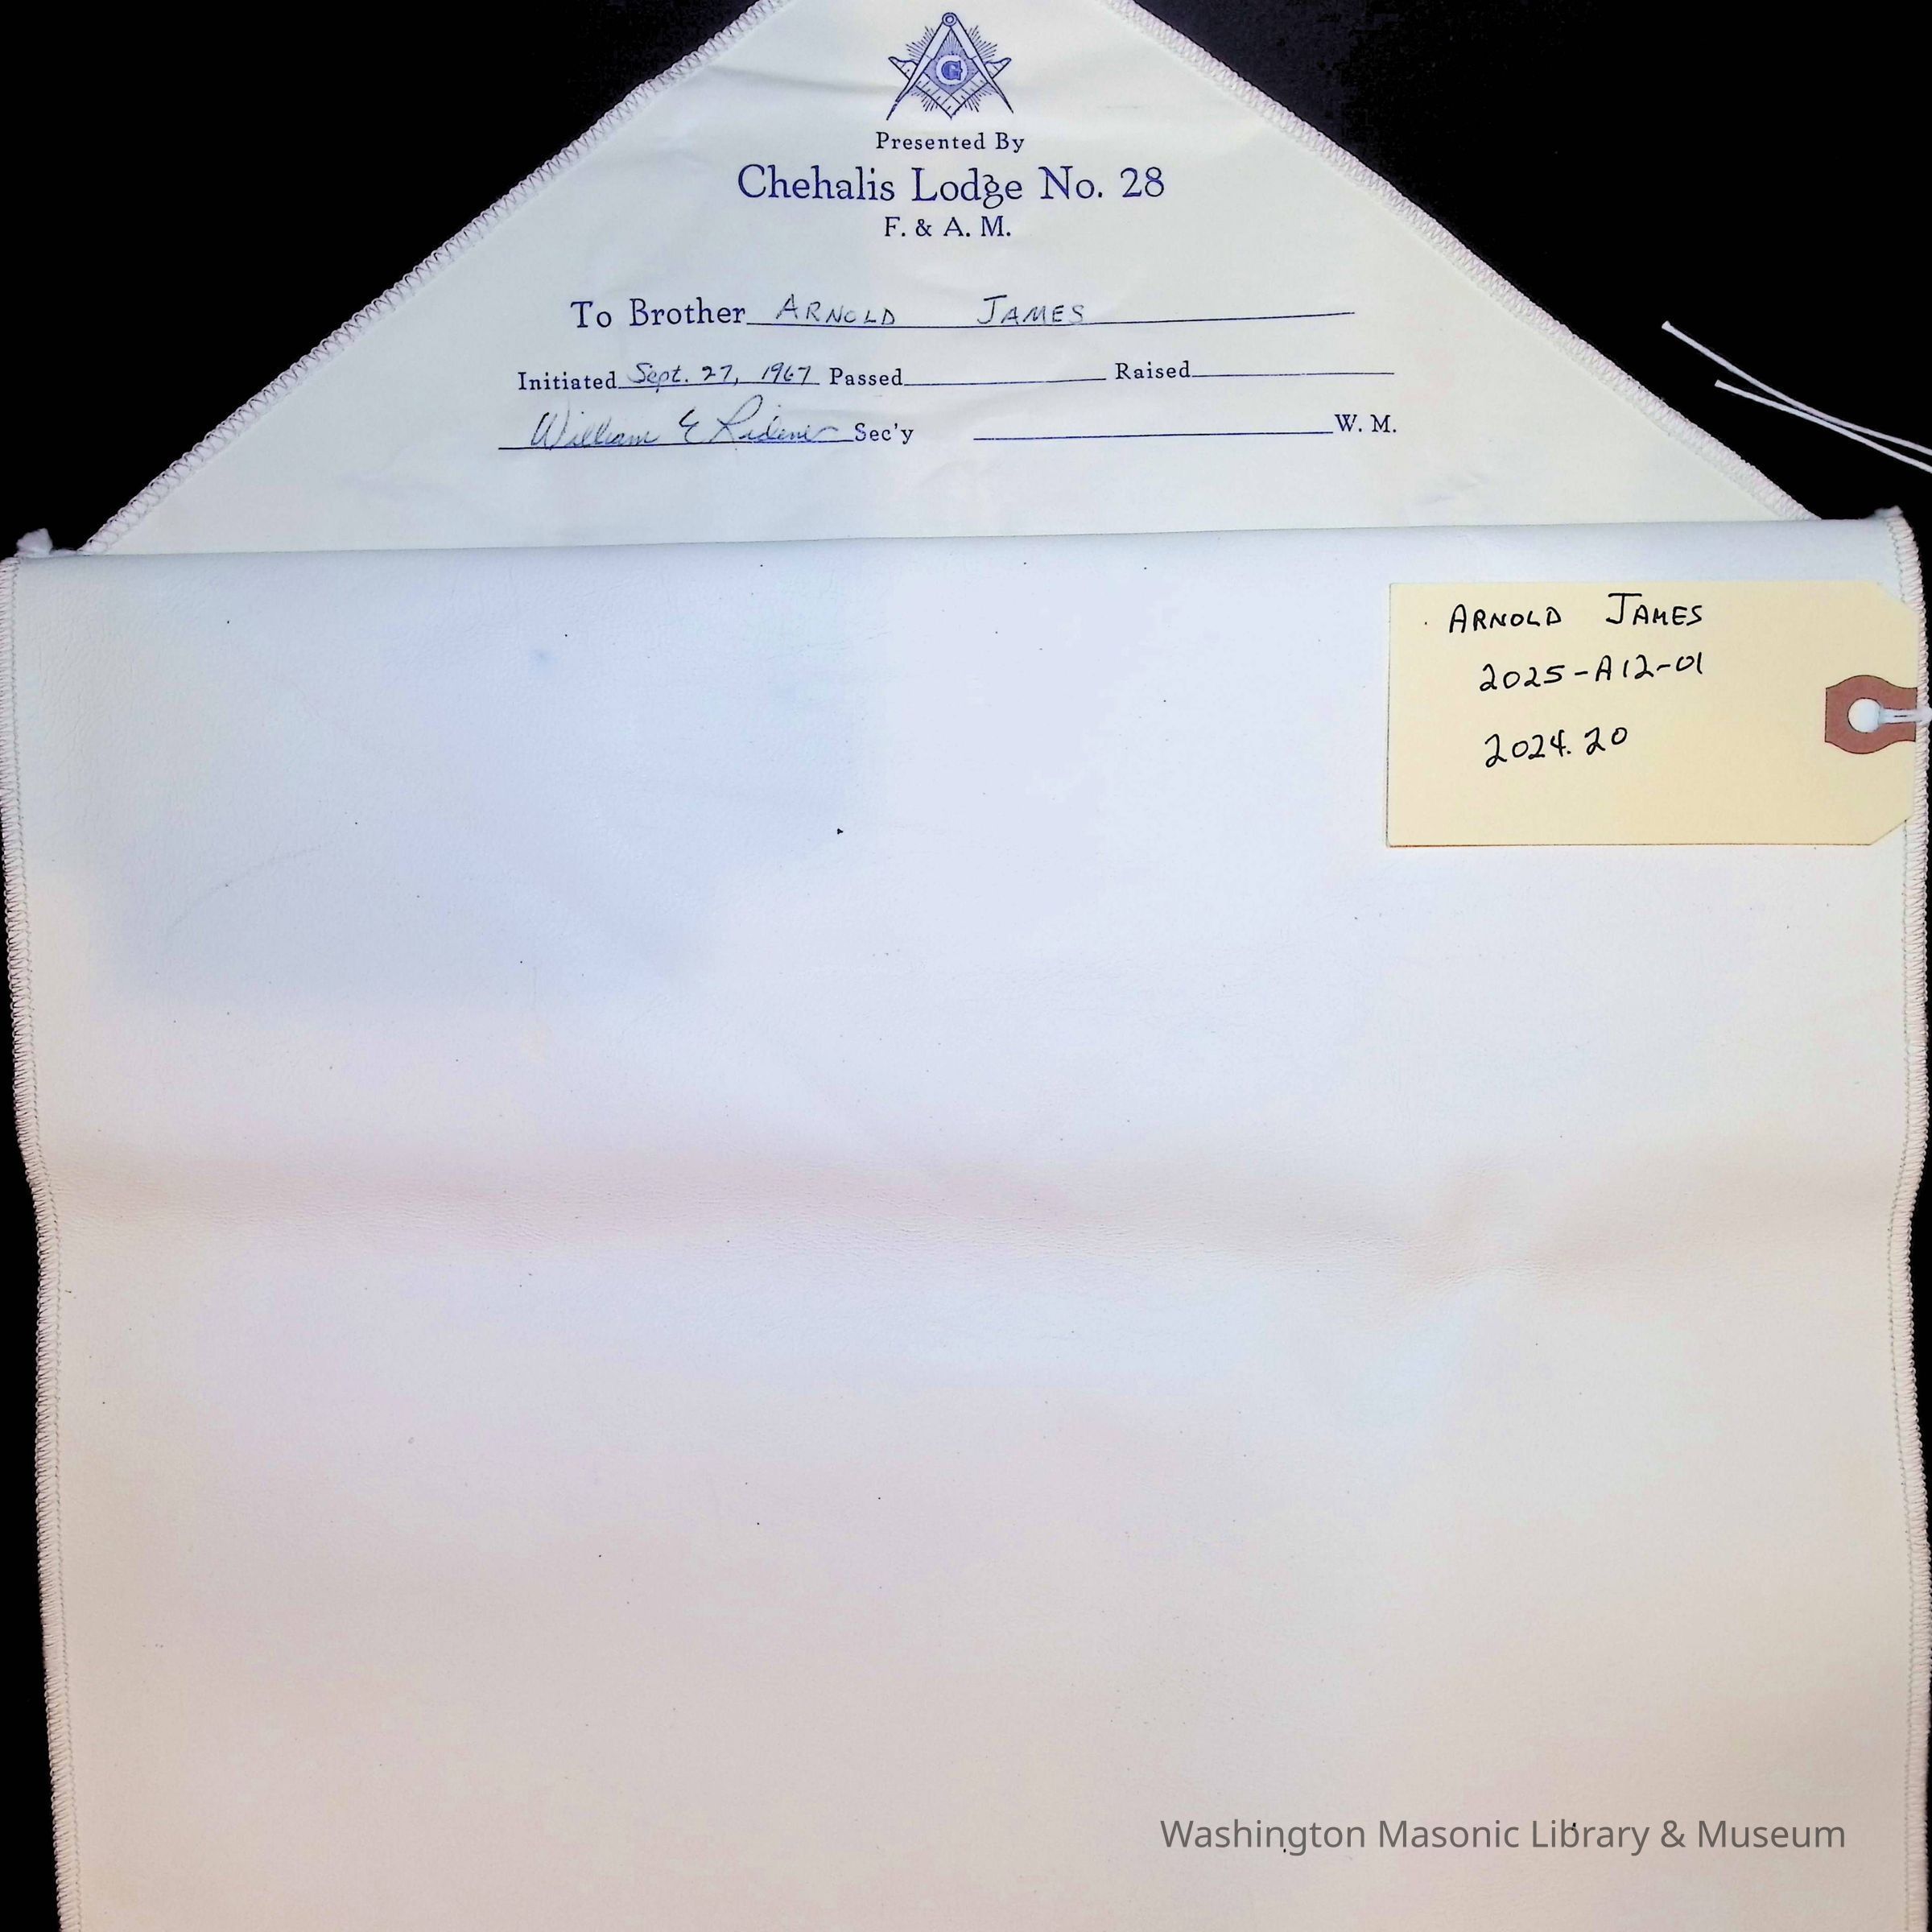 G
Presented By
Chehalis Lodge No. 28
F. & A. M.
To Brother ARNOLD JAMES
Initiated Sept. 27, 1967 Passed Raised
William E Sec'y W. M.
ARNOLD JAMES
2025-A12-01
2024.20
Washington Masonic Library & Museum